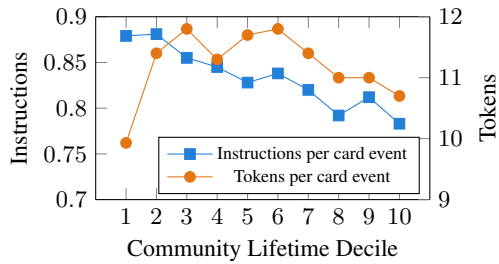 0.9
0.85
0.8
0.75
0.7
Instructions
12
11
10
9
Tokens
Instructions per card event
Tokens per card event
1 2 3 4 5 6 7 8 9 10
Community Lifetime Decile